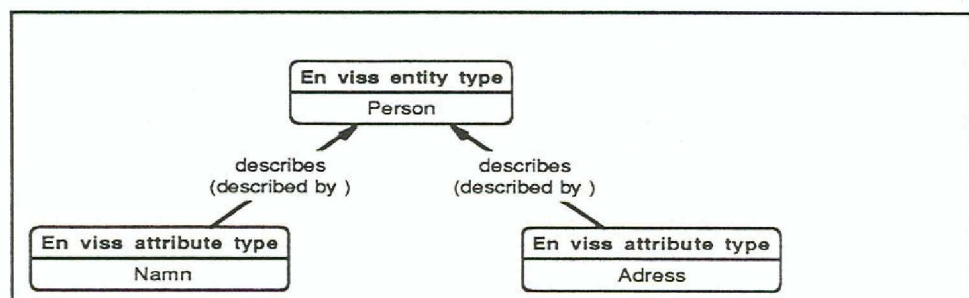 En viss entity type
Person
describes
(described by )
describes
(described by )
En viss attribute type
Namn
En viss attribute type
Adress